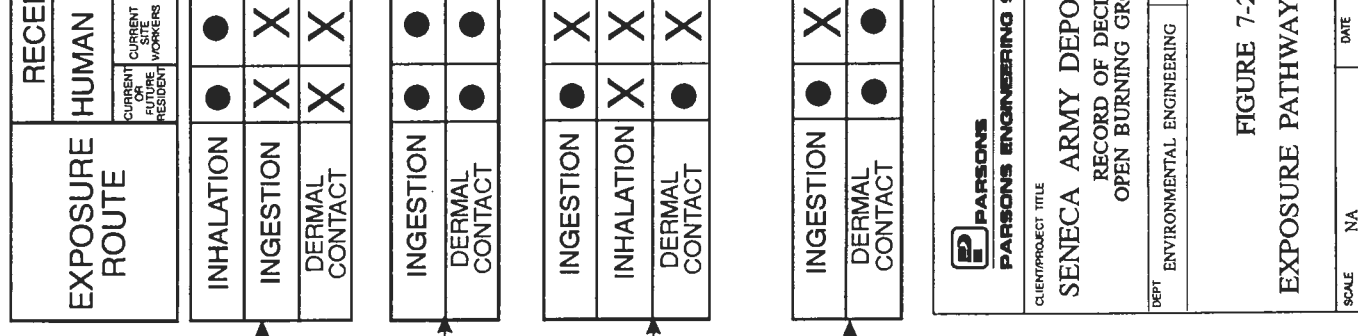 RECE
HUMAN
EXPOSURE
ROUTE
CURRENT
OR
FUTURE
RESIDENT
CURRENT
SITE
WORKERS
INHALATION ● ●
INGESTION X X
DERMAL
CONTACT X X
INGESTION ● ●
DERMAL
CONTACT ● ●
INGESTION ● X
INHALATION X X
DERMAL
CONTACT ● X
INGESTION ● X
DERMAL
CONTACT ● ●
PARSONS
PARSONS ENGINEERING S
CLIENT/PROJECT TITLE
SENECA ARMY DEPO
RECORD OF DECI
OPEN BURNING GR
DEPT
ENVIRONMENTAL ENGINEERING
FIGURE 7-2
EXPOSURE PATHWAY
SCALE NA DATE